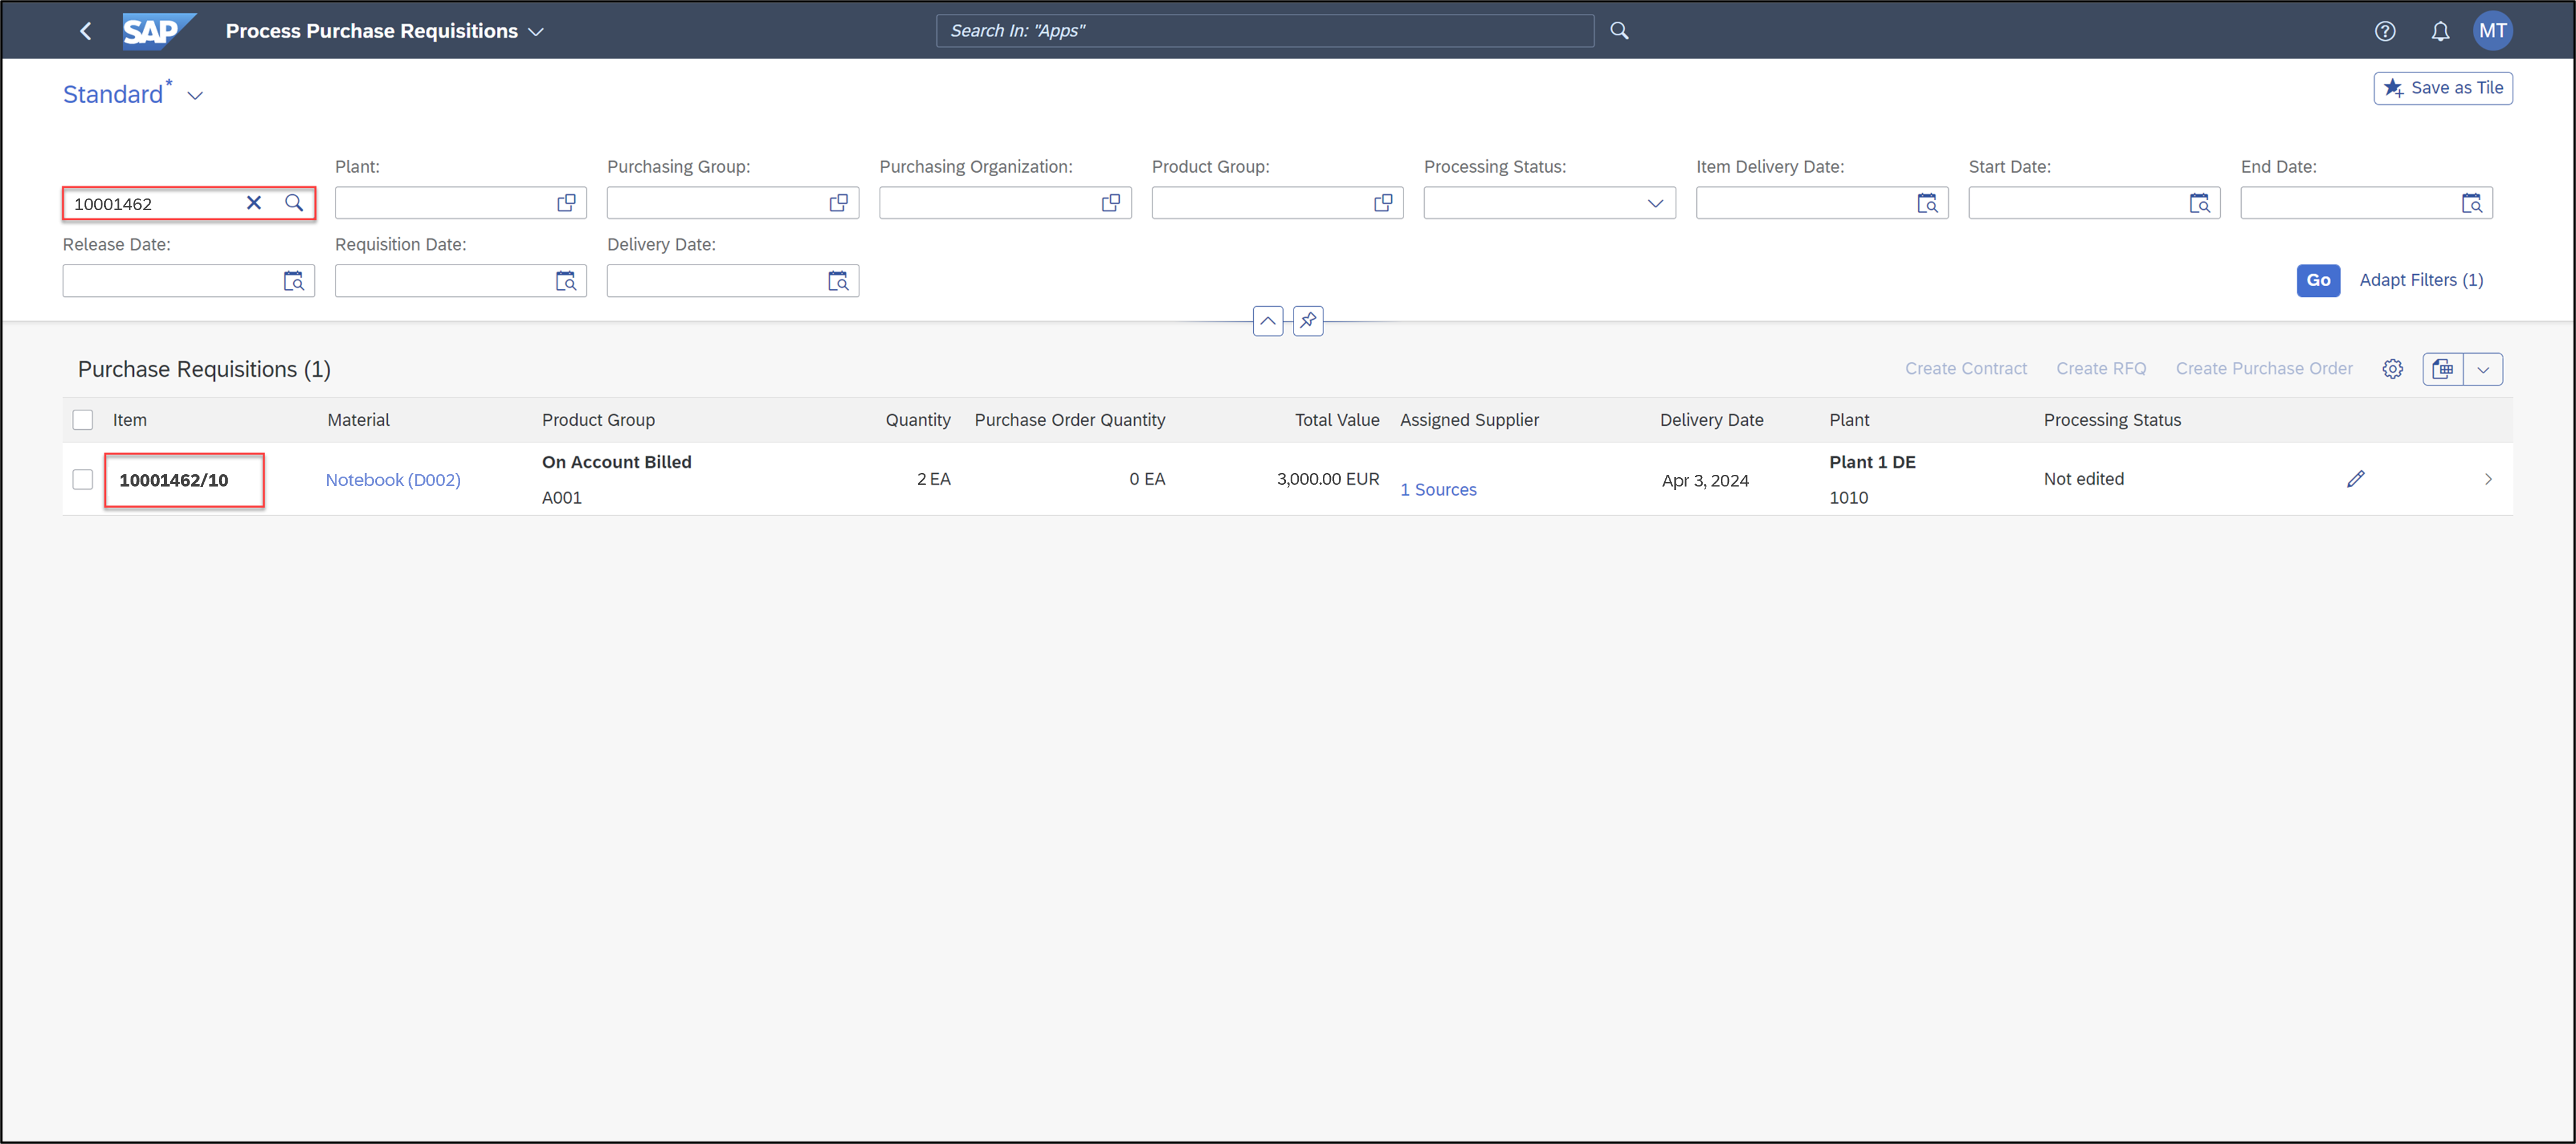 SAP Process Purchase Requisitions Search In: "Apps" MT
Standard* Save as Tile
Plant: Purchasing Group: Purchasing Organization: Product Group: Processing Status: Item Delivery Date: Start Date: End Date:
10001462
Release Date: Requisition Date: Delivery Date:
Go Adapt Filters (1)
Purchase Requisitions (1) Create Contract Create RFQ Create Purchase Order
Item Material Product Group Quantity Purchase Order Quantity Total Value Assigned Supplier Delivery Date Plant Processing Status
10001462/10 Notebook (D002) On Account Billed 2 EA 0 EA 3,000.00 EUR 1 Sources Apr 3, 2024 Plant 1 DE Not edited
A001 1010